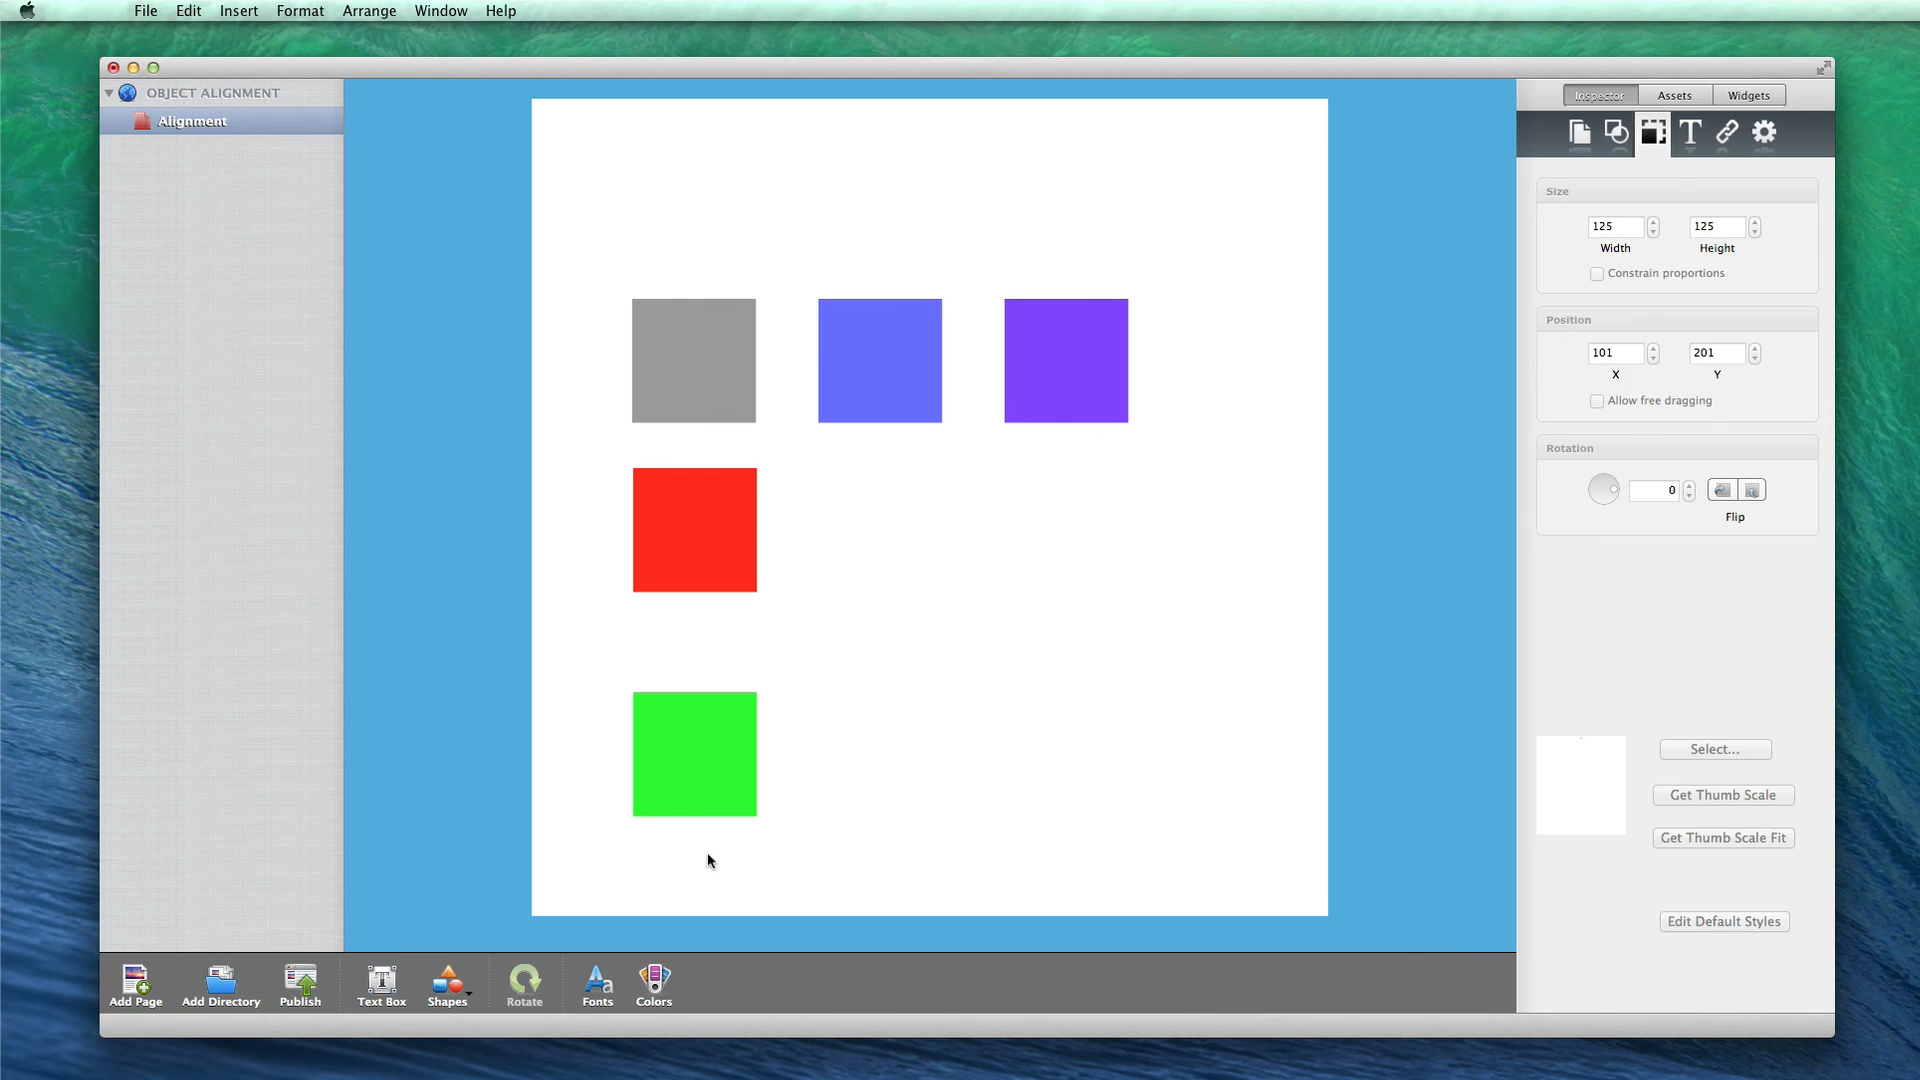 File Edit Insert Format Arrange Window Help
OBJECT ALIGNMENT
Alignment
Inspector Assets Widgets
T
Size
125 125
Width Height
Constrain proportions
Position
101 201
X Y
Allow free dragging
Rotation
0
Flip
Select...
Get Thumb Scale
Get Thumb Scale Fit
Edit Default Styles
Add Page Add Directory Publish Text Box Shapes Rotate Fonts Colors